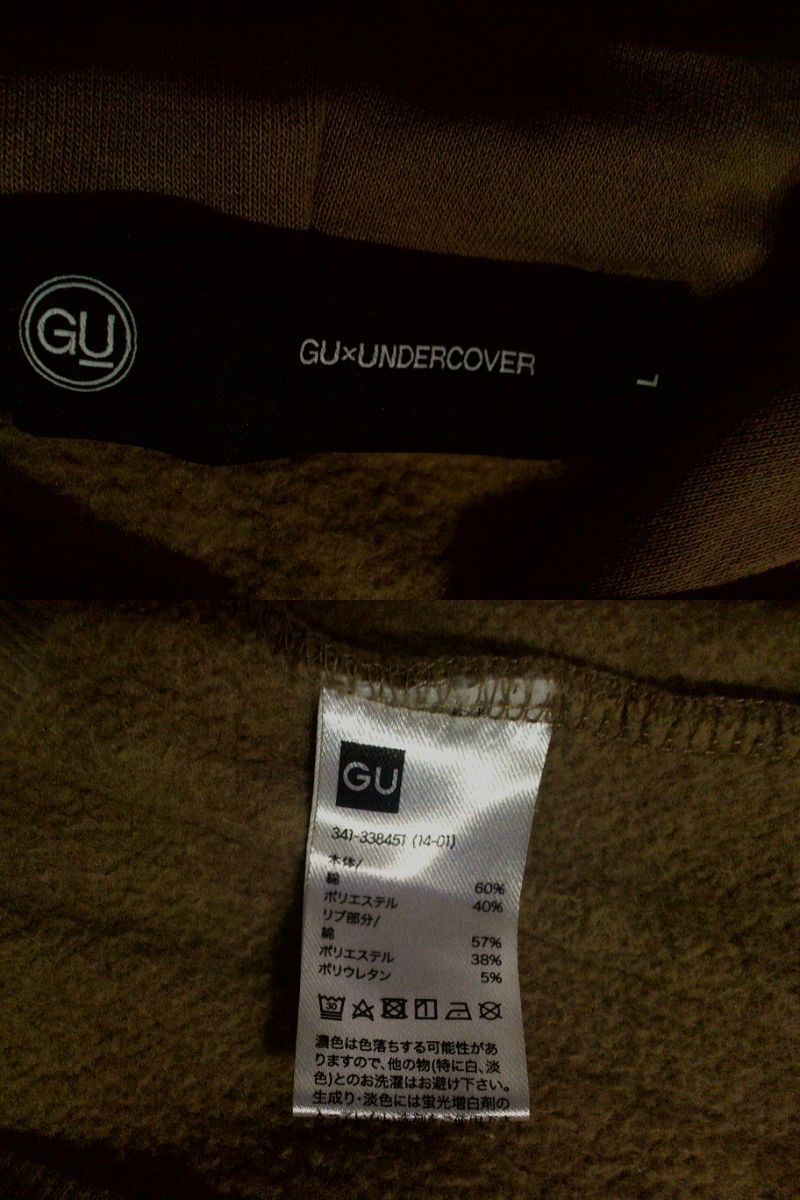 GU
GU×UNDERCOVER
L
GU
341-338451 (14-01)
本体/
綿 60%
ポリエステル 40%
リブ部分/
綿 57%
ポリエステル 38%
ポリウレタン 5%
30
濃色は色落ちする可能性があ
りますので、他の物(特に白、淡
色)とのお洗濯はお避け下さい。
生成り・淡色には蛍光増白剤の